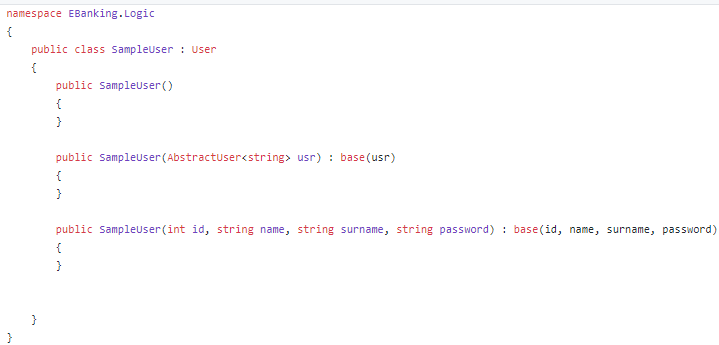 namespace EBanking.Logic
{
    public class SampleUser : User
    {
        public SampleUser()
        {
        }

        public SampleUser(AbstractUser<string> usr) : base(usr)
        {
        }

        public SampleUser(int id, string name, string surname, string password) : base(id, name, surname, password)
        {
        }


    }
}